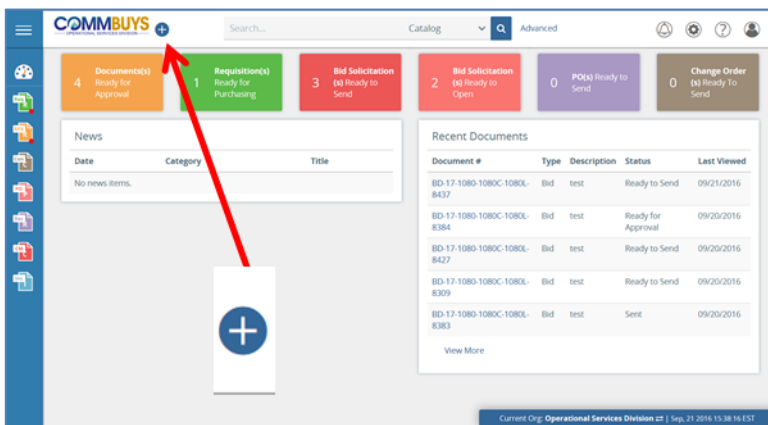 COMMBUYS
OPERATIONAL SERVICES DIVISION
Search...
Catalog
Advanced
4 Documents(s) Ready for Approval
1 Requisition(s) Ready for Purchasing
3 Bid Solicitation (s) Ready to Send
2 Bid Solicitation (s) Ready to Open
0 PO(s) Ready to Send
0 Change Order (s) Ready To Send
News
Date Category Title
No news items.
Recent Documents
Document # Type Description Status Last Viewed
BD-17-1080-1080C-1080L-8437 Bid test Ready to Send 09/21/2016
BD-17-1080-1080C-1080L-8384 Bid test Ready for Approval 09/20/2016
BD-17-1080-1080C-1080L-8427 Bid test Ready to Send 09/20/2016
BD-17-1080-1080C-1080L-8309 Bid test Ready to Send 09/20/2016
BD-17-1080-1080C-1080L-8383 Bid test Sent 09/20/2016
View More
Current Org: Operational Services Division ⇄ | Sep, 21 2016 15:38:16 EST